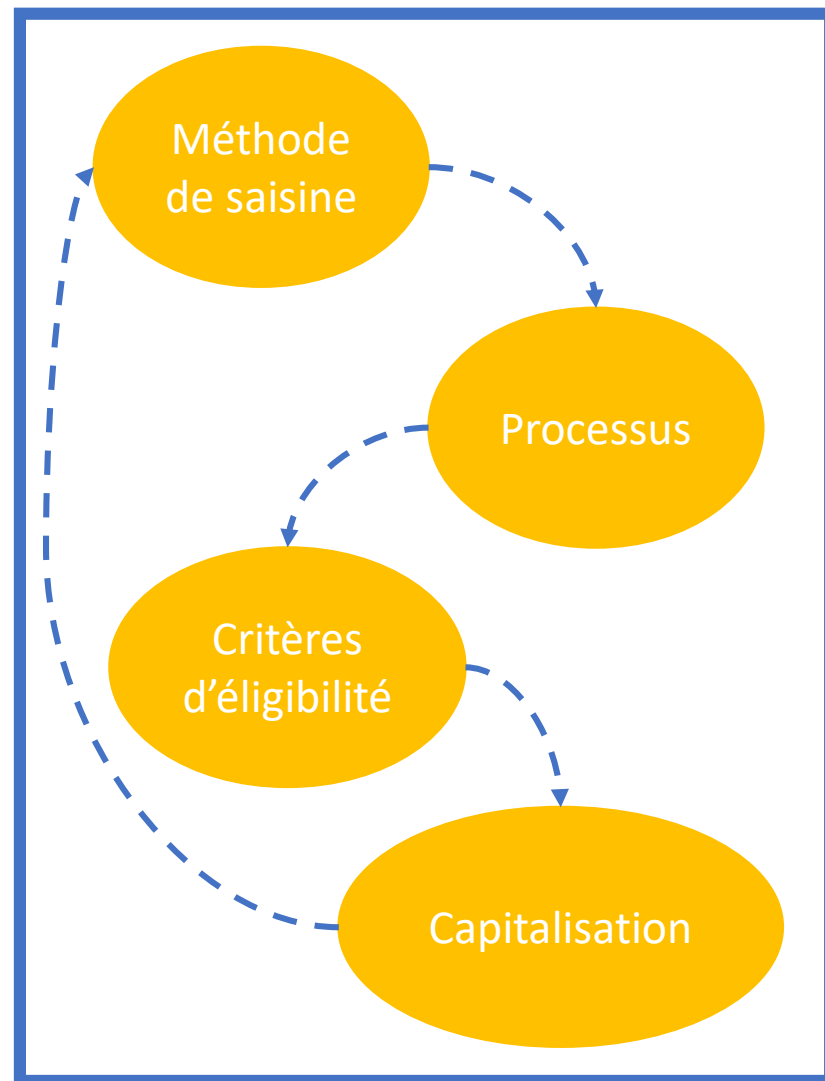 Méthode
de saisine
Processus
Critères
d’éligibilité
Capitalisation